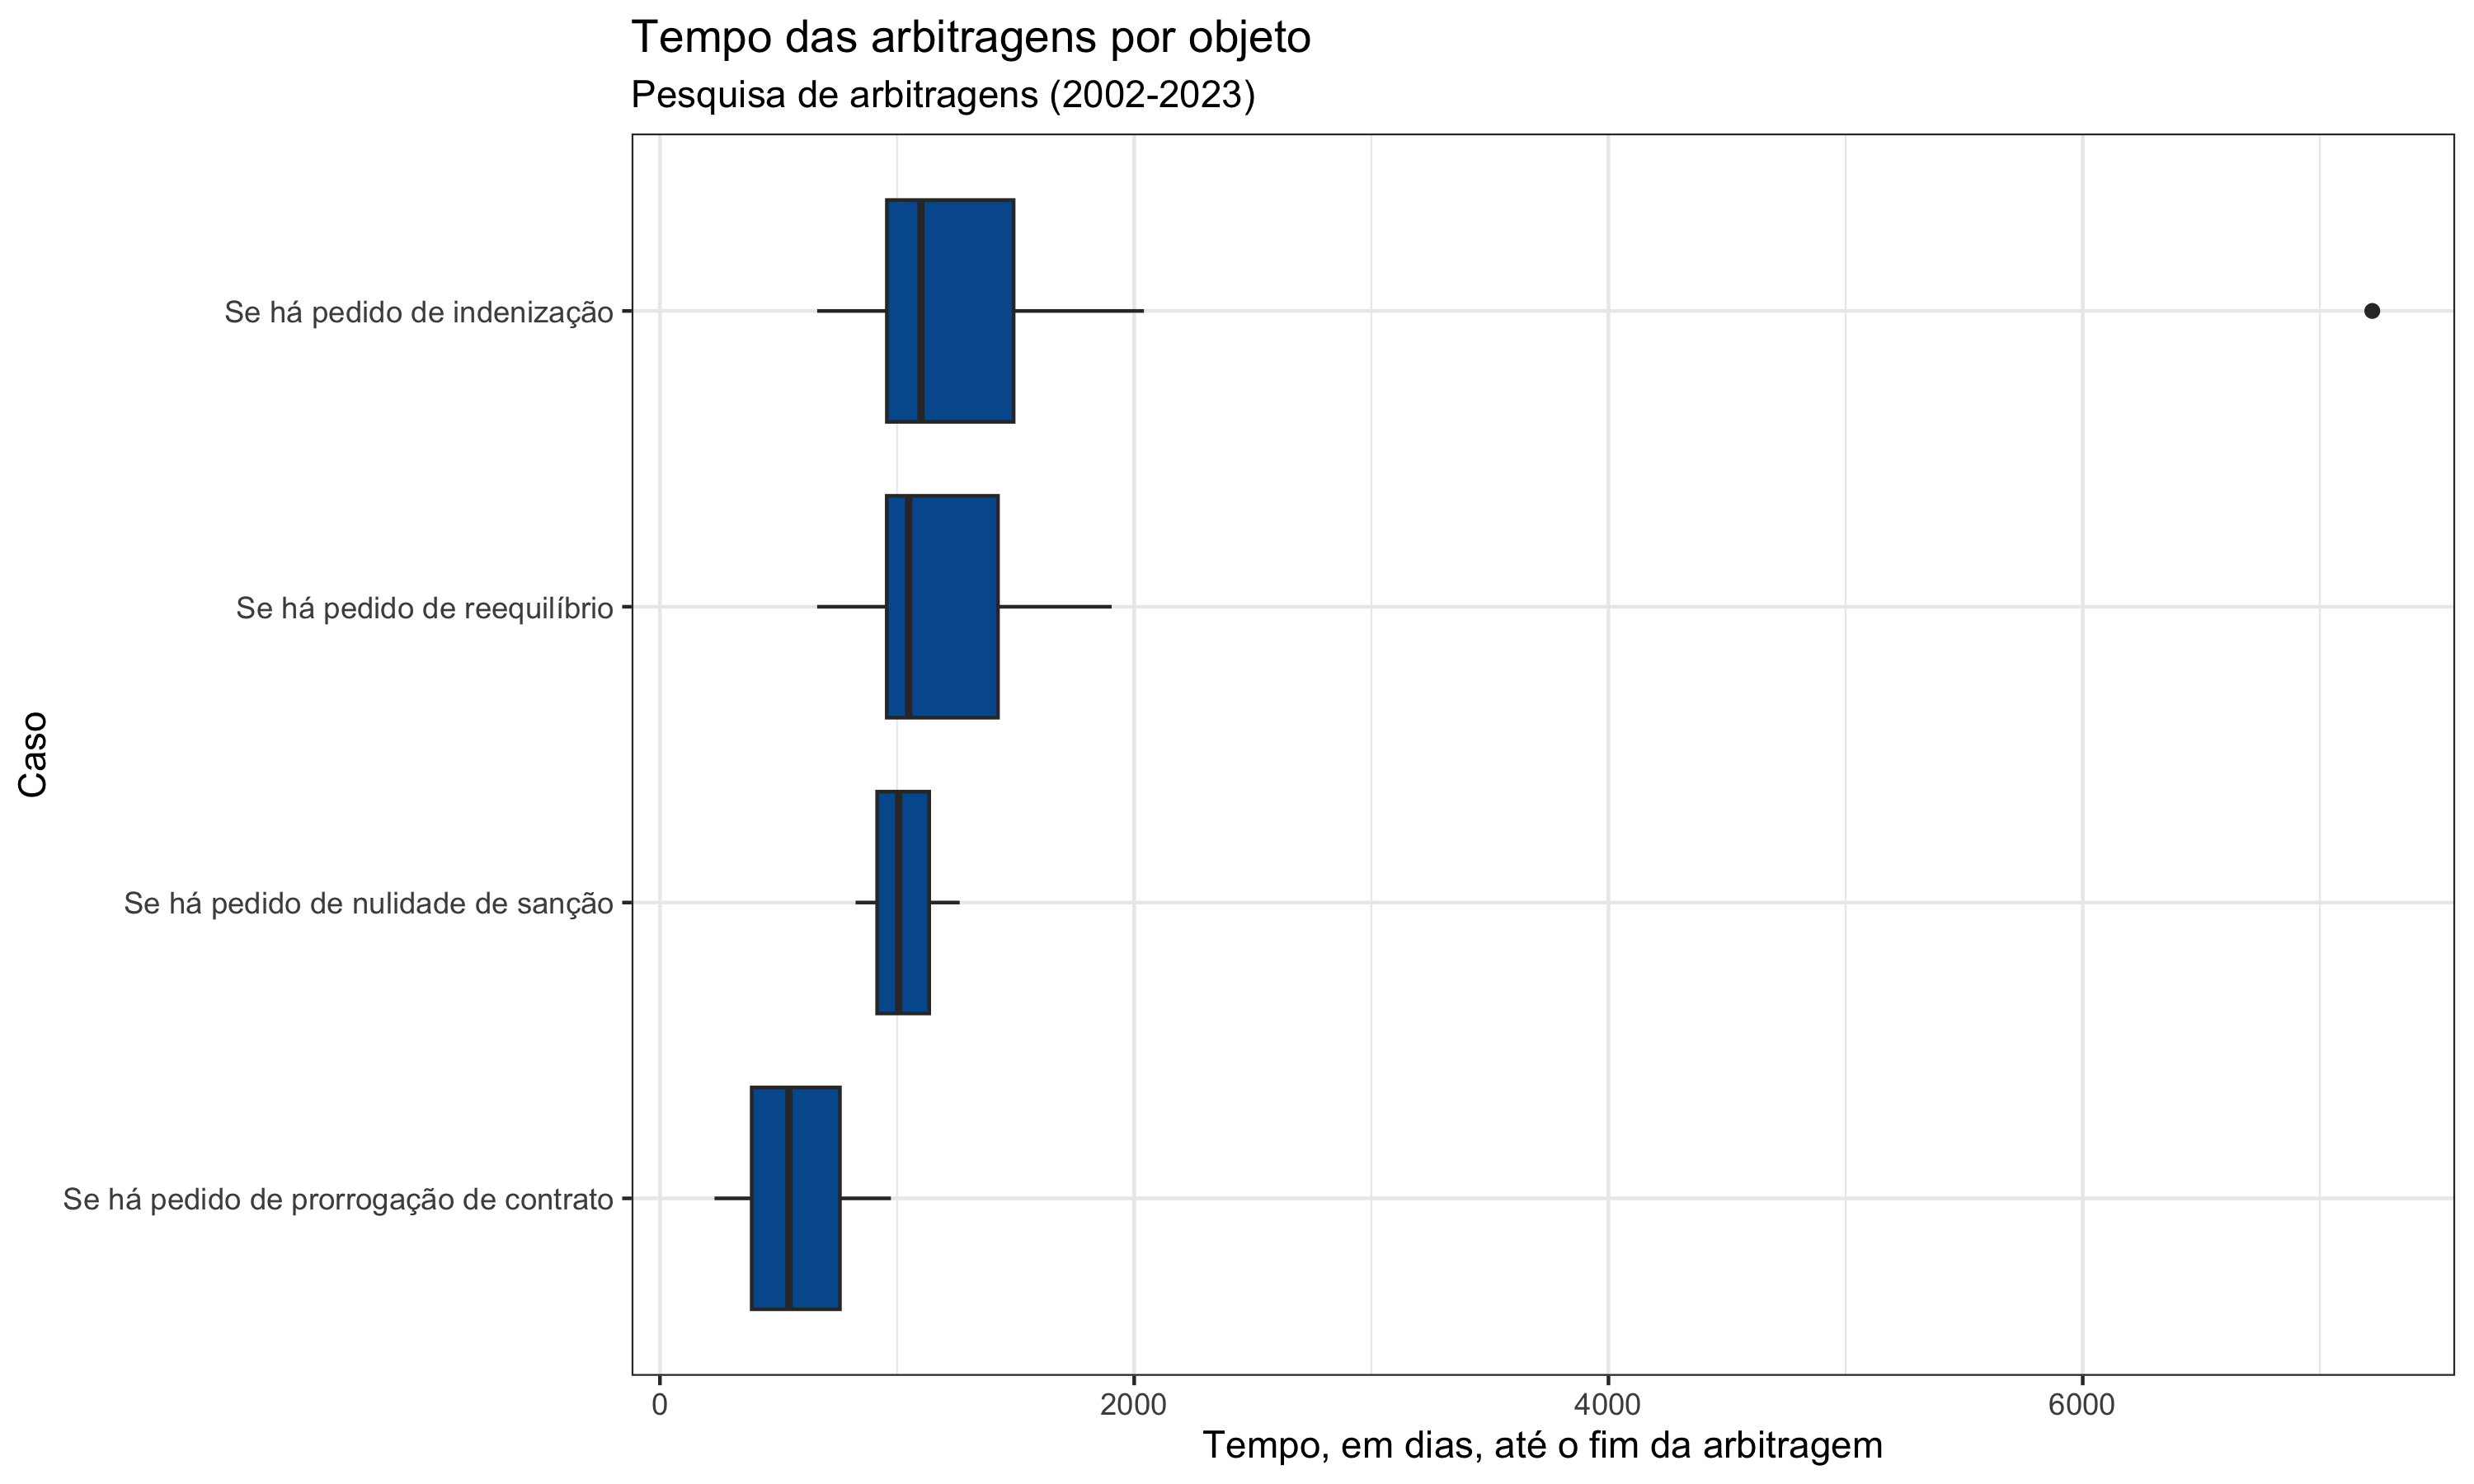 Tempo das arbitragens por objeto
Pesquisa de arbitragens (2002-2023)
Caso
Se há pedido de indenização
Se há pedido de reequilíbrio
Se há pedido de nulidade de sanção
Se há pedido de prorrogação de contrato
0 2000 4000 6000
Tempo, em dias, até o fim da arbitragem